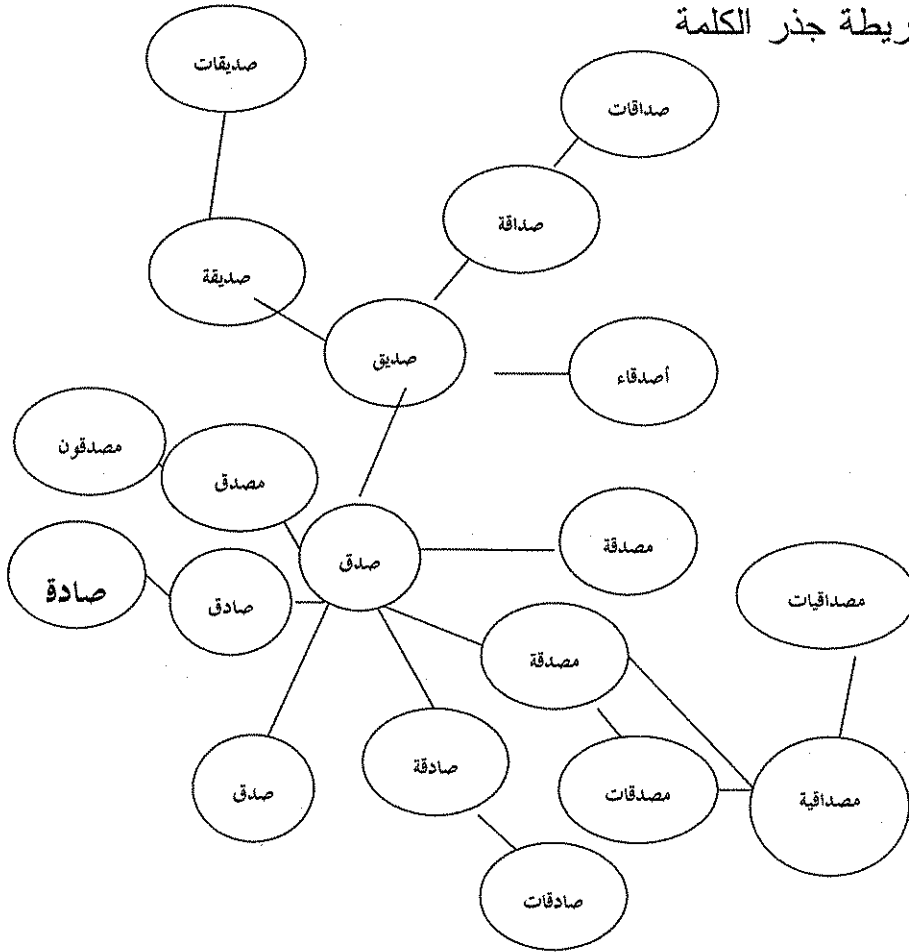 ريطة جذر الكلمة
صديقات
صداقات
صداقة
صديقة
صديق
أصدقاء
مصدقون
مصدق
صدق
مصدقة
صادة
صادق
مصداقيات
مصدقة
صادقة
صدق
مصدقات
مصداقية
صادقات